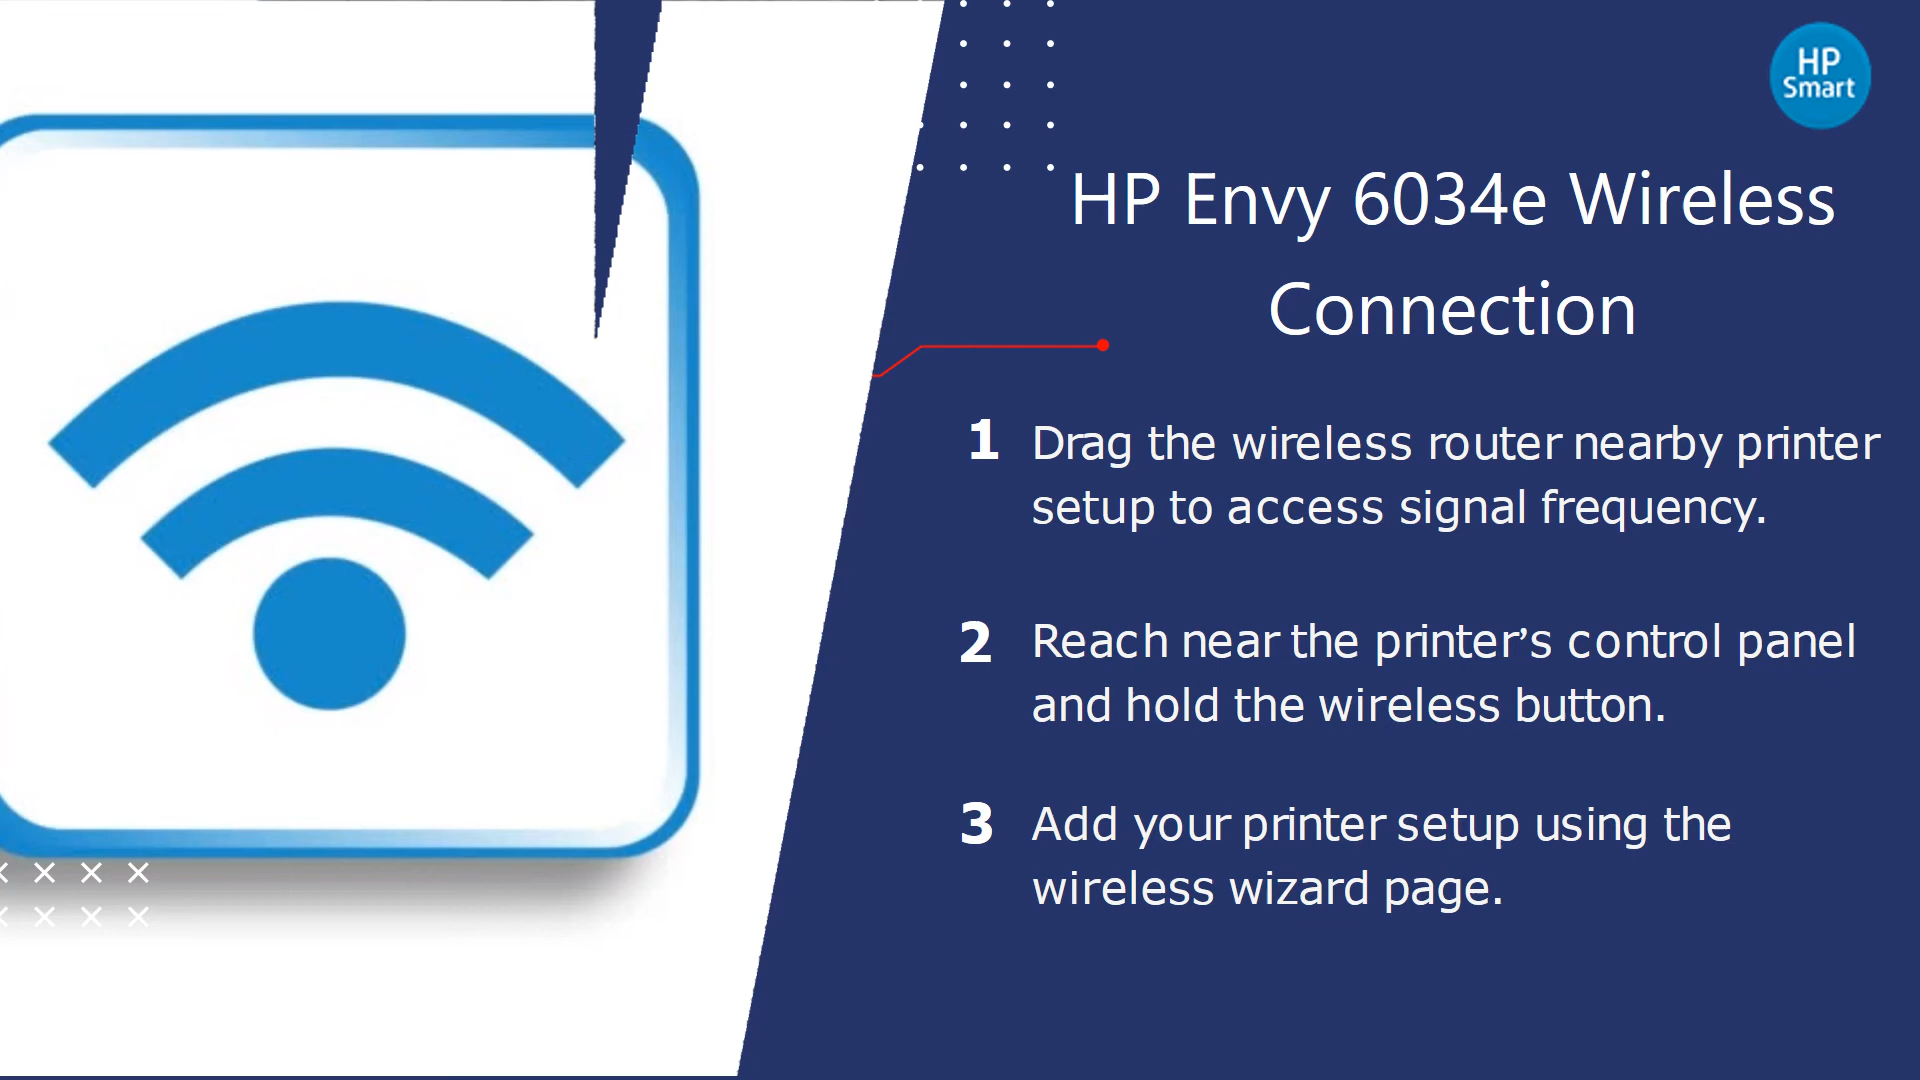 HP
Smart
HP Envy 6034e Wireless
Connection
1 Drag the wireless router nearby printer
setup to access signal frequency.
2 Reach near the printer’s control panel
and hold the wireless button.
3 Add your printer setup using the
wireless wizard page.